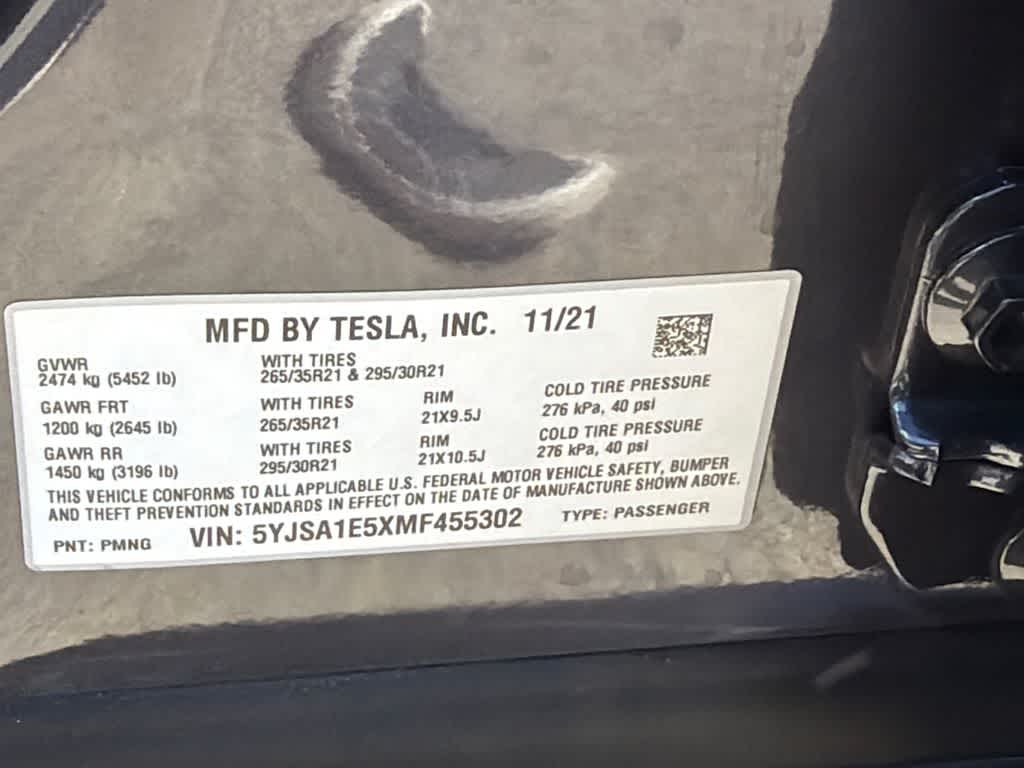 MFD BY TESLA, INC. 11/21
GVWR
2474 kg (5452 lb)
WITH TIRES
265/35R21 & 295/30R21
GAWR FRT
1200 kg (2645 lb)
WITH TIRES
265/35R21
RIM
21X9.5J
COLD TIRE PRESSURE
276 kPa, 40 psi
GAWR RR
1450 kg (3196 lb)
WITH TIRES
295/30R21
RIM
21X10.5J
COLD TIRE PRESSURE
276 kPa, 40 psi
THIS VEHICLE CONFORMS TO ALL APPLICABLE U.S. FEDERAL MOTOR VEHICLE SAFETY, BUMPER
AND THEFT PREVENTION STANDARDS IN EFFECT ON THE DATE OF MANUFACTURE SHOWN ABOVE.
PNT: PMNG VIN: 5YJSA1E5XMF455302 TYPE: PASSENGER